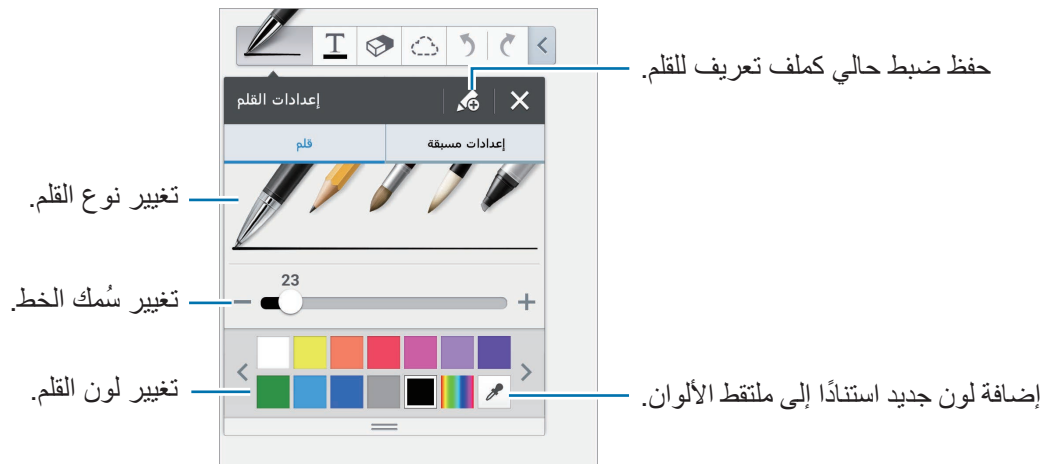 T
حفظ ضبط حالي كملف تعريف للقلم.
إعدادات القلم
قلم
إعدادات مسبقة
تغيير نوع القلم.
23
تغيير سُمك الخط.
تغيير لون القلم.
إضافة لون جديد استنادًا إلى ملتقط الألوان.